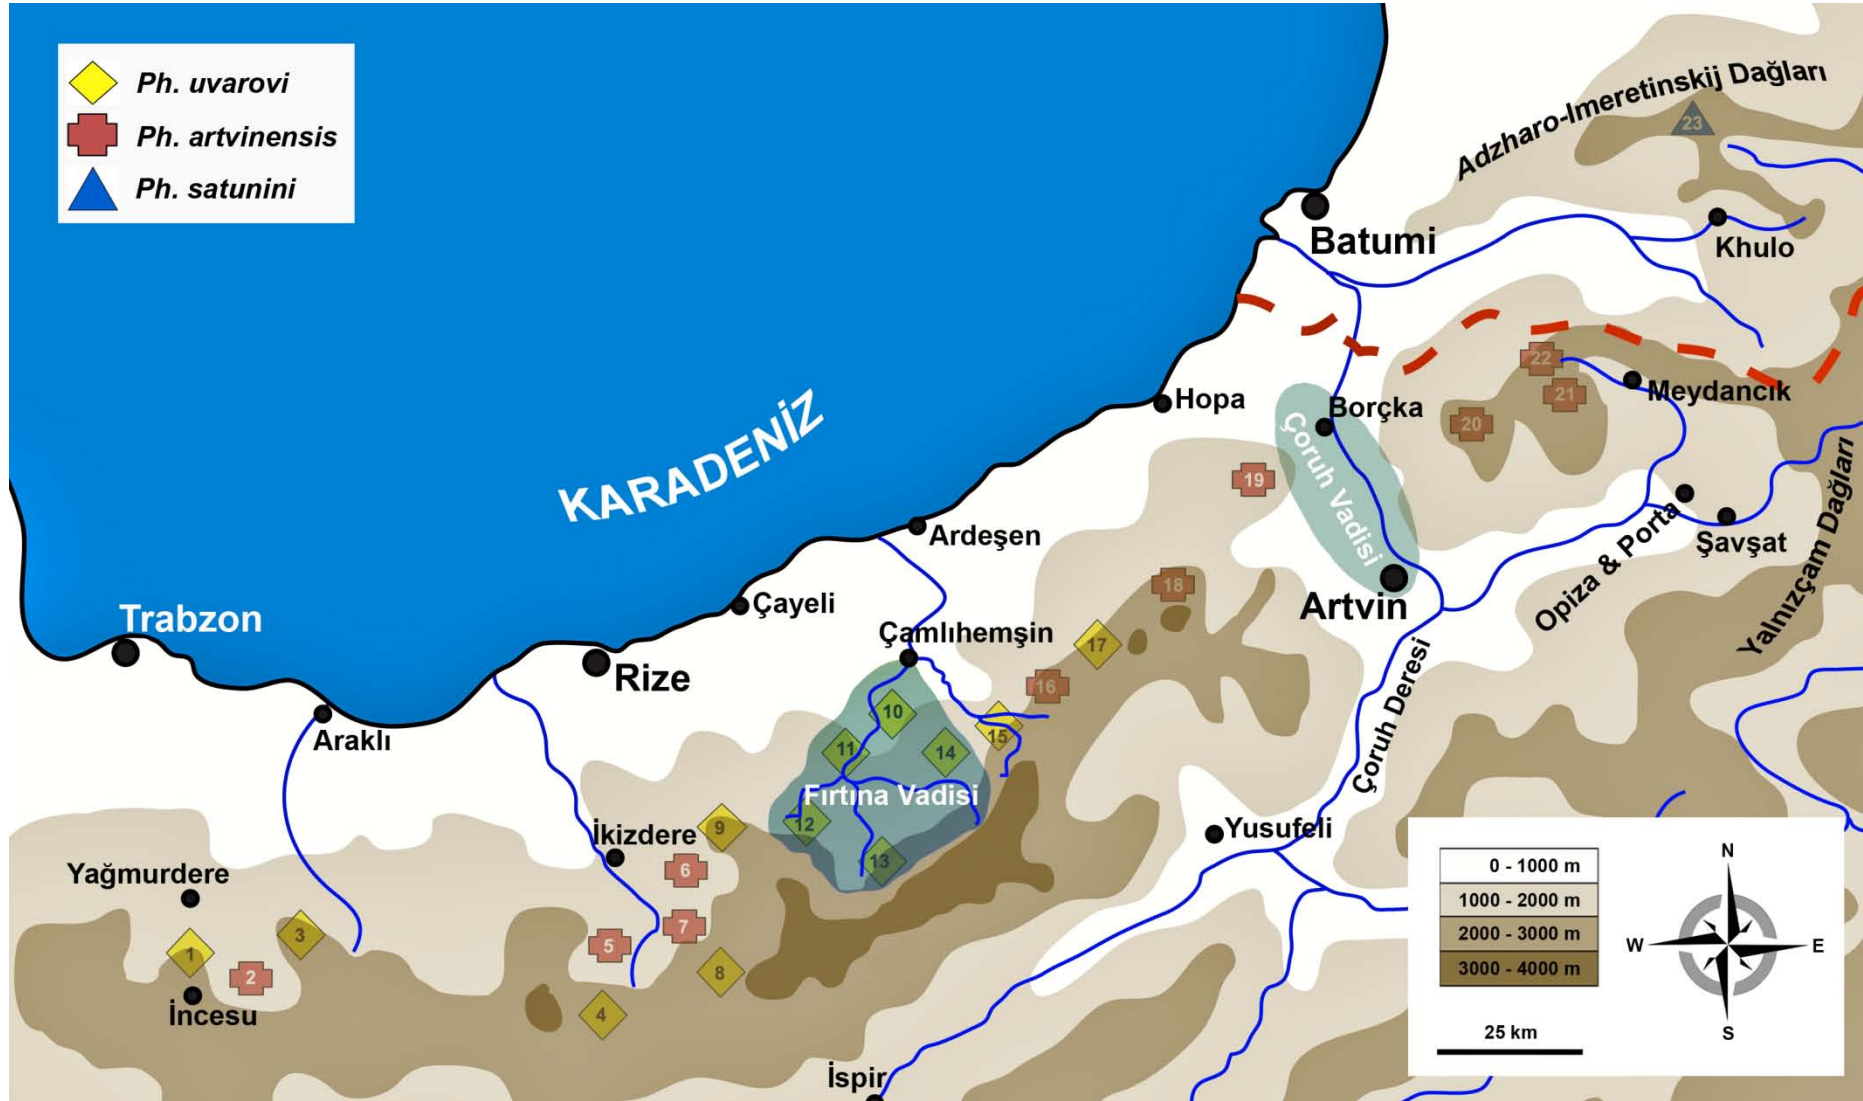 Ph. uvarovi
Ph. artvinensis
Ph. satunini
Adzharo-Imeretinskij Dağları
23
Batumi
Khulo
KARADENİZ
Hopa
Borçka
22
21
20
Meydancık
Çoruh Vadisi
19
Ardeşen
Opiza & Porta
Şavşat
Yalnızçam Dağları
Trabzon
Çayeli
Artvin
18
Çamlıhemşin
17
Rize
16
Araklı
10
15
11
14
Çoruh Deresi
Fırtına Vadisi
İkizdere
9
12
Yusufeli
13
6
Yağmurdere
7
3
5
1
2
8
İncesu
4
İspir
0 - 1000 m
1000 - 2000 m
2000 - 3000 m
3000 - 4000 m
25 km
N
W
E
S